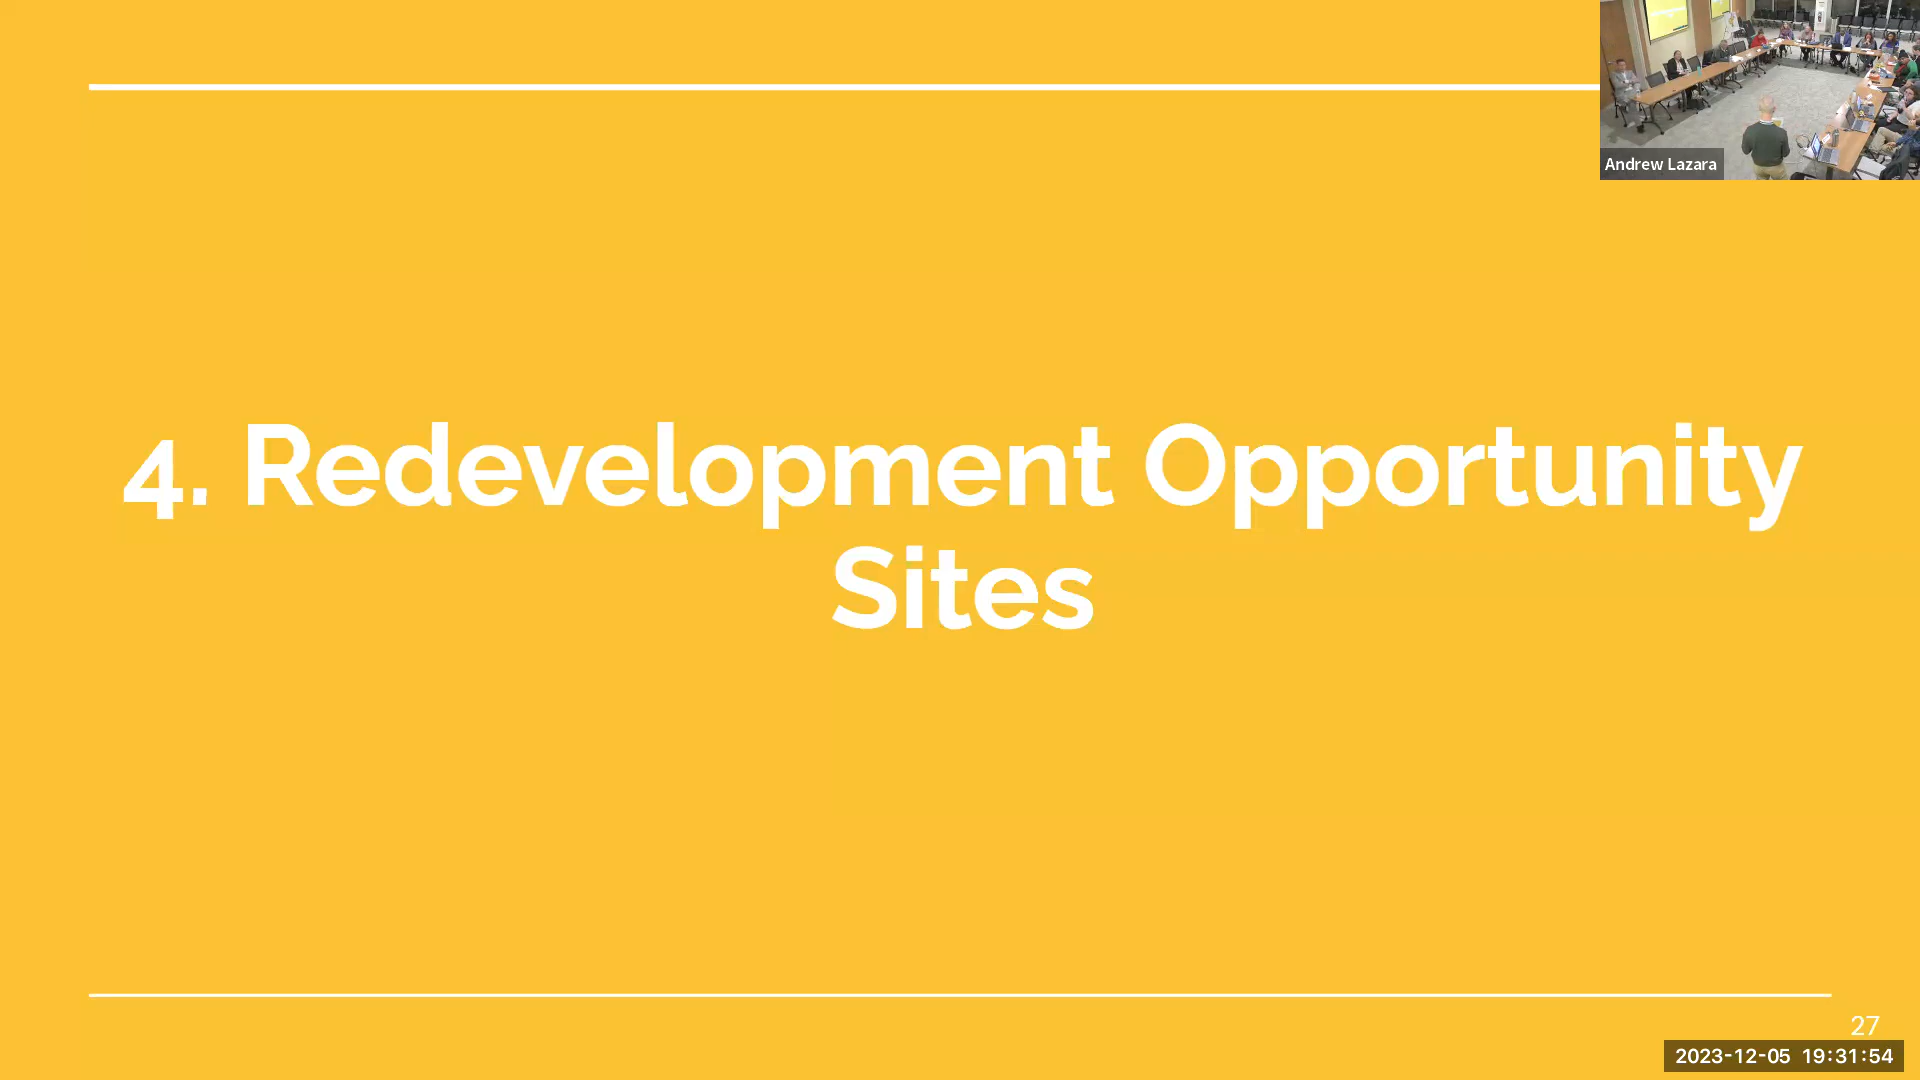 Andrew Lazara
4. Redevelopment Opportunity
Sites
27
2023-12-05 19:31:54